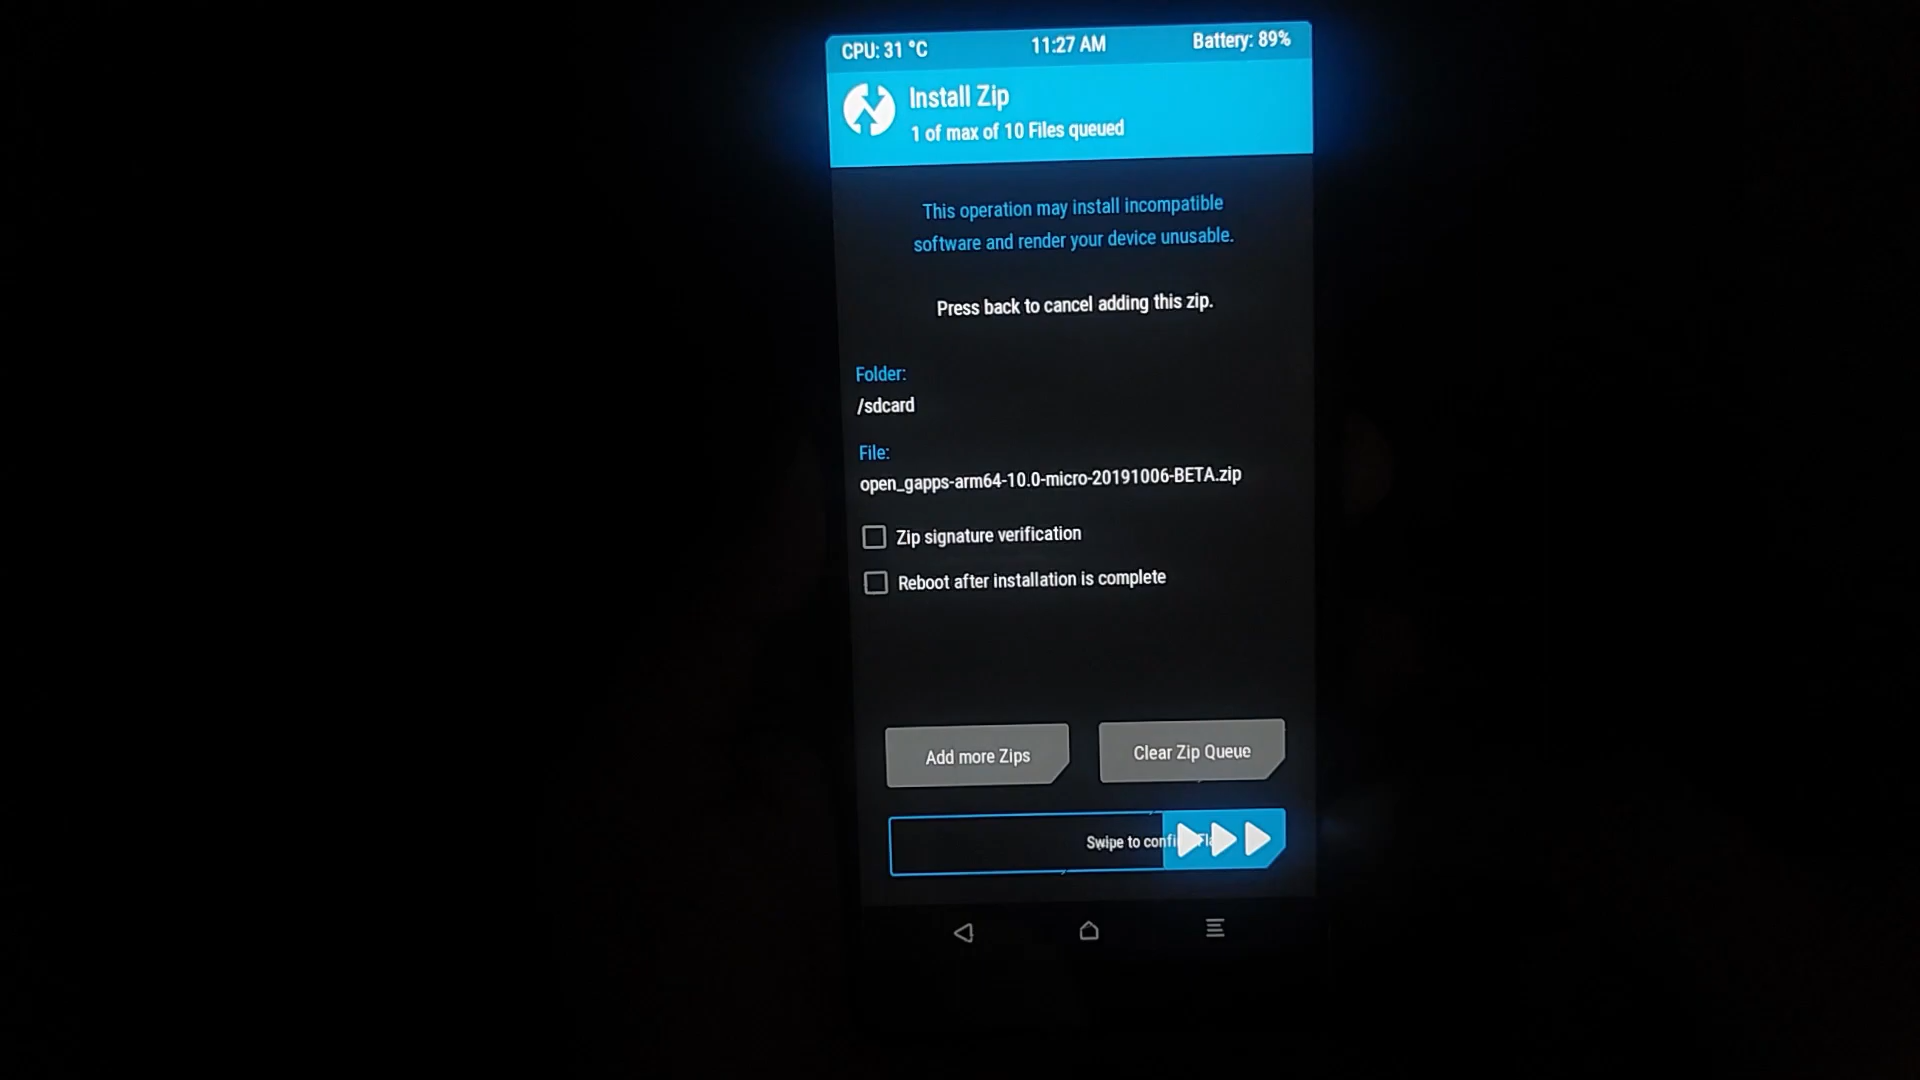 CPU: 31 °C 11:27 AM Battery: 89%
Install Zip
1 of max of 10 Files queued
This operation may install incompatible
software and render your device unusable.
Press back to cancel adding this zip.
Folder:
/sdcard
File:
open_gapps-arm64-10.0-micro-20191006-BETA.zip
Zip signature verification
Reboot after installation is complete
Add more Zips Clear Zip Queue
Swipe to